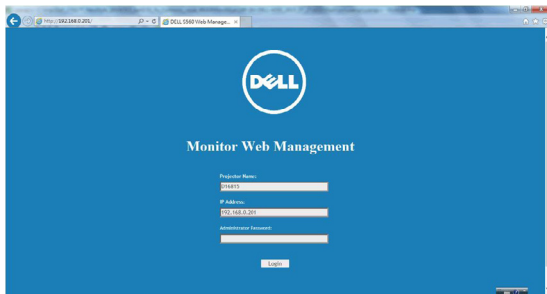 http://192.168.0.201/
DELL S560 Web Manage...
DELL
Monitor Web Management
Projector Name:
IP Address:
192.168.0.201
Administrator Password:
Login